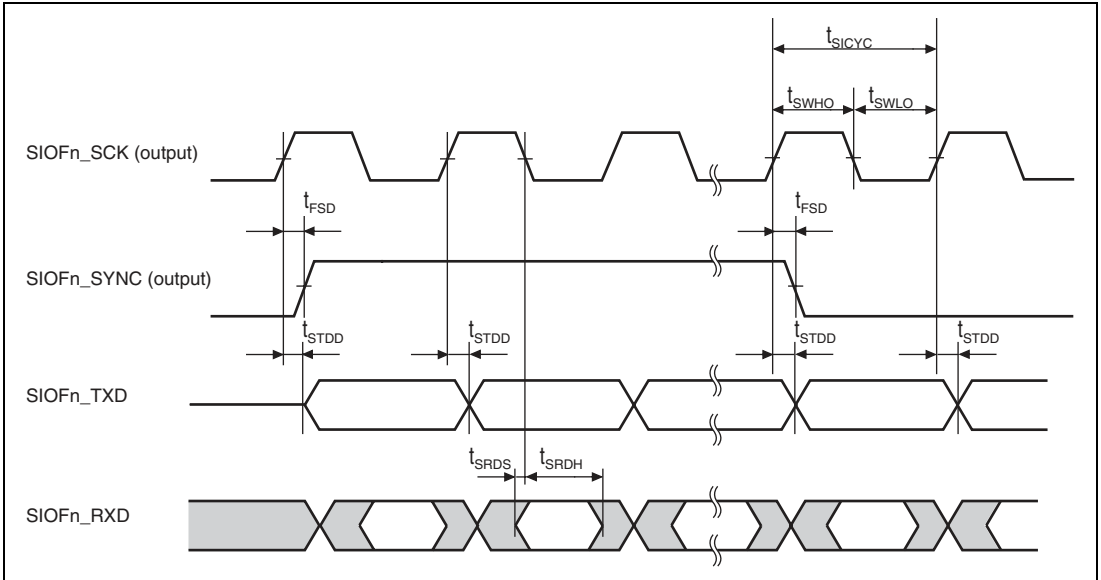 tSICYC
tSWHO tSWLO
SIOFn_SCK (output)
tFSD tFSD
SIOFn_SYNC (output)
tSTDD tSTDD tSTDD tSTDD
SIOFn_TXD
tSRDS tSRDH
SIOFn_RXD